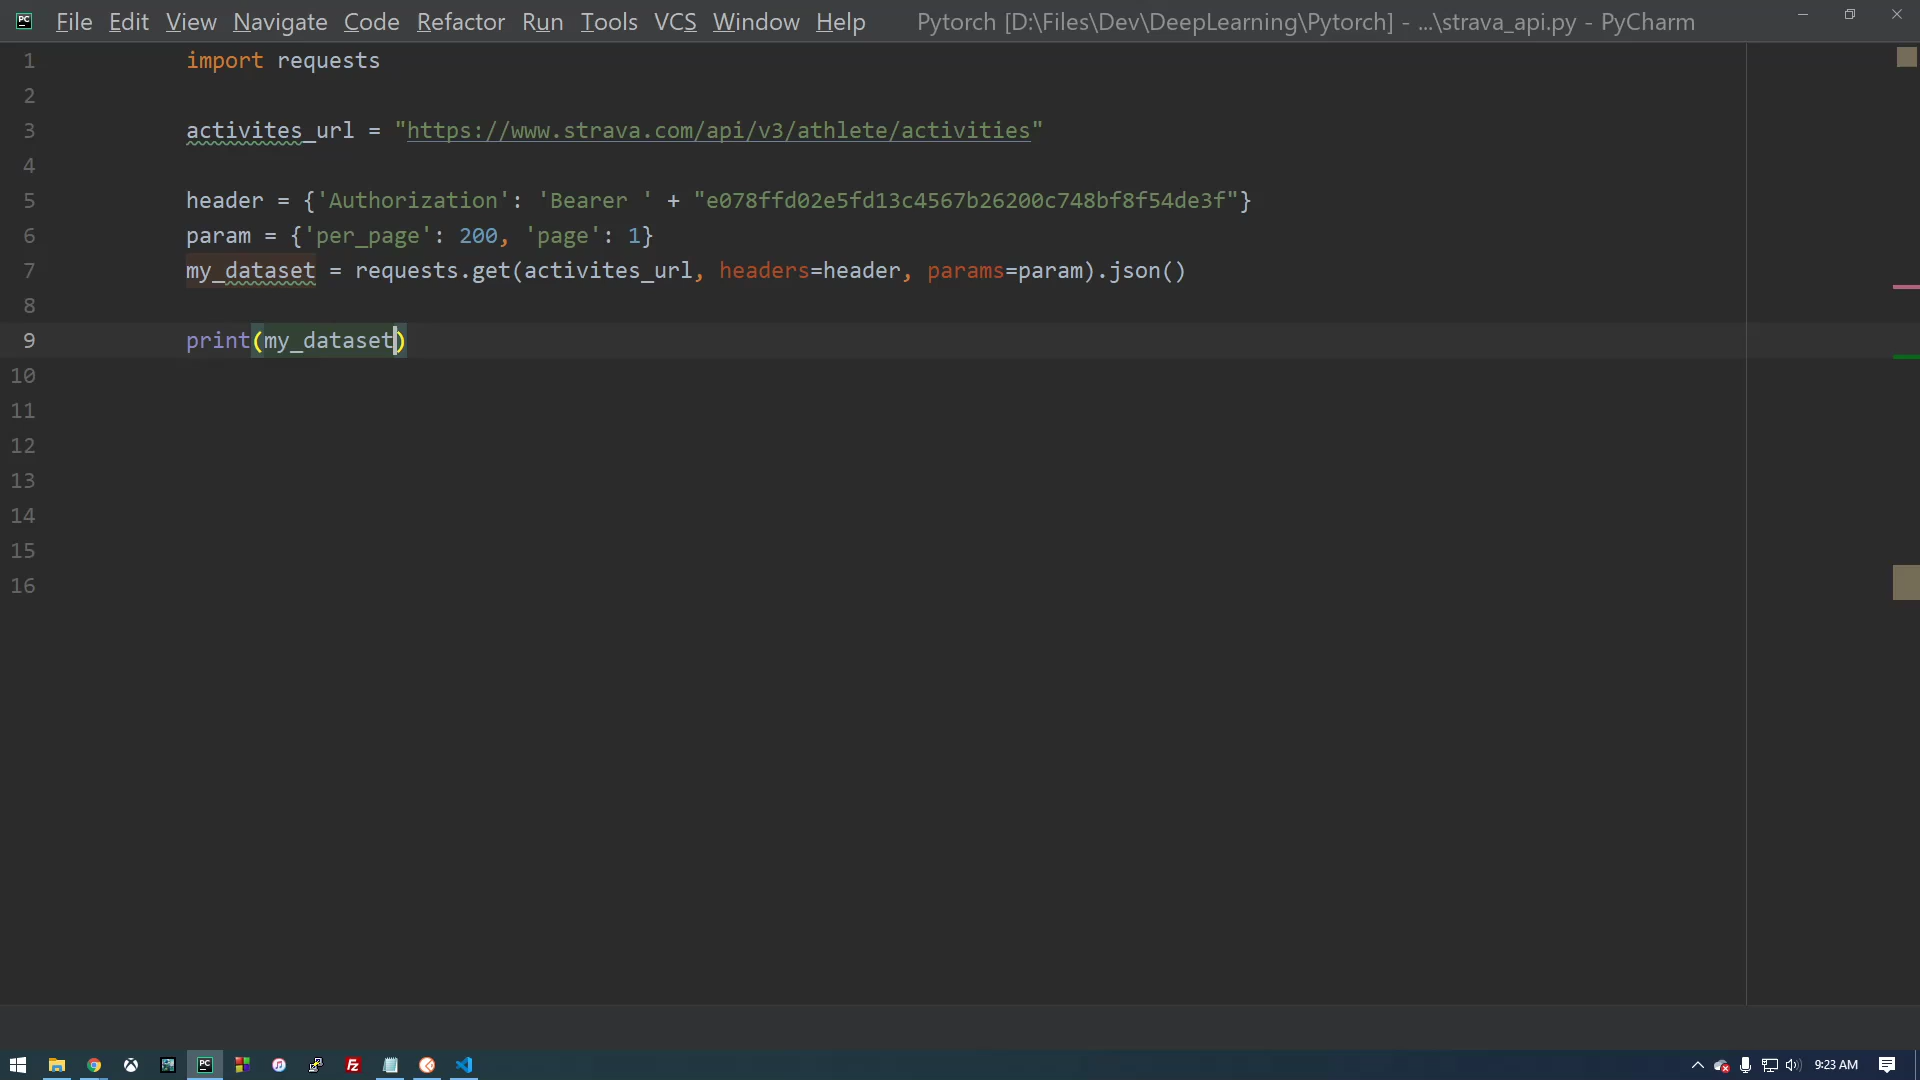 File Edit View Navigate Code Refactor Run Tools VCS Window Help Pytorch [D:\Files\Dev\DeepLearning\Pytorch] - ...\strava_api.py - PyCharm
1 import requests
2
3 activites_url = "https://www.strava.com/api/v3/athlete/activities"
4
5 header = {'Authorization': 'Bearer ' + "e078ffd02e5fd13c4567b26200c748bf8f54de3f"}
6 param = {'per_page': 200, 'page': 1}
7 my_dataset = requests.get(activites_url, headers=header, params=param).json()
8
9 print(my_dataset)
10
11
12
13
14
15
16
9:23 AM